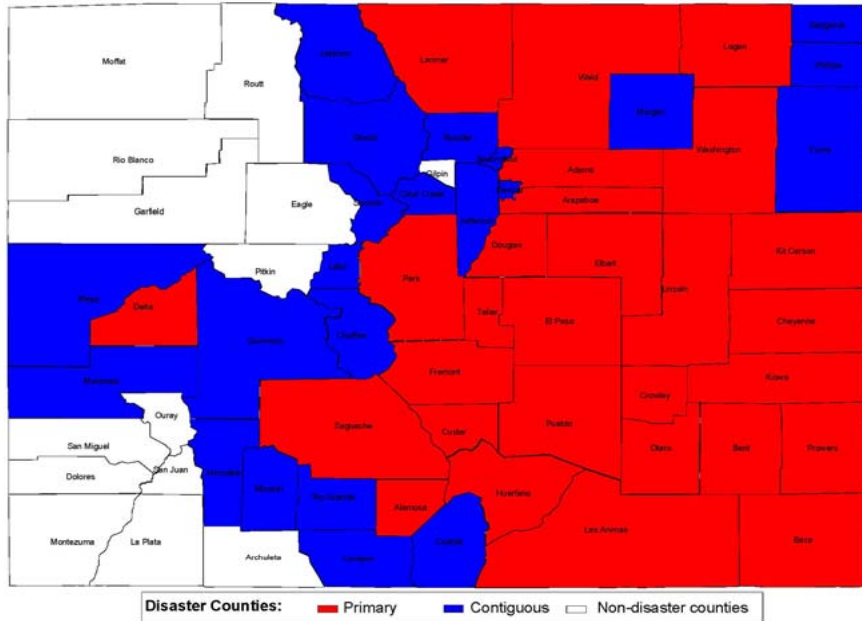 Moffat
Routt
Jackson
Larimer
Weld
Logan
Sedgwick
Phillips
Morgan
Washington
Yuma
Rio Blanco
Grand
Boulder
Gilpin
Broomfield
Adams
Denver
Arapahoe
Garfield
Eagle
Summit
Clear Creek
Jefferson
Douglas
Elbert
Kit Carson
Pitkin
Lake
Park
Lincoln
Mesa
Delta
Gunnison
Chaffee
Teller
El Paso
Cheyenne
Fremont
Kiowa
Montrose
Ouray
Saguache
Custer
Pueblo
Crowley
Otero
Bent
Prowers
San Miguel
San Juan
Dolores
Hinsdale
Mineral
Rio Grande
Alamosa
Huerfano
Las Animas
Baca
Montezuma
La Plata
Archuleta
Conejos
Costilla
Disaster Counties: Primary Contiguous Non-disaster counties